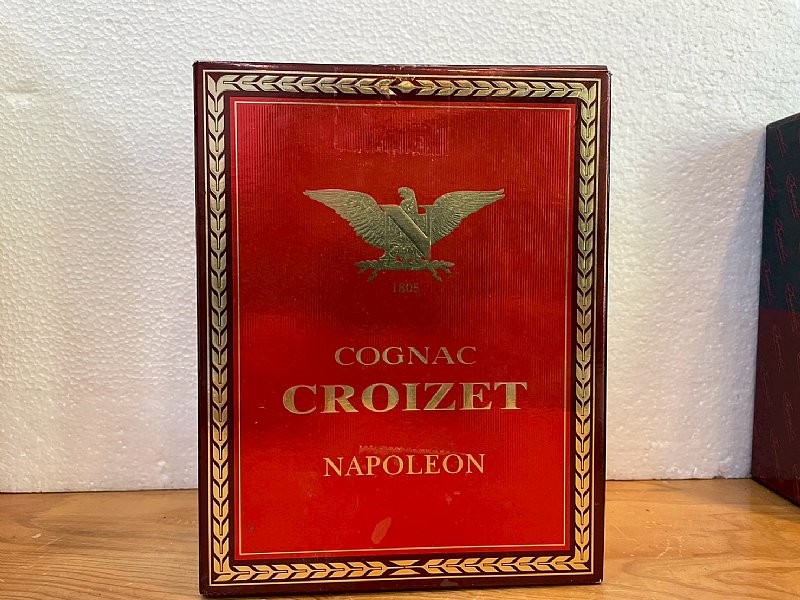 1805
COGNAC
CROIZET
NAPOLEON